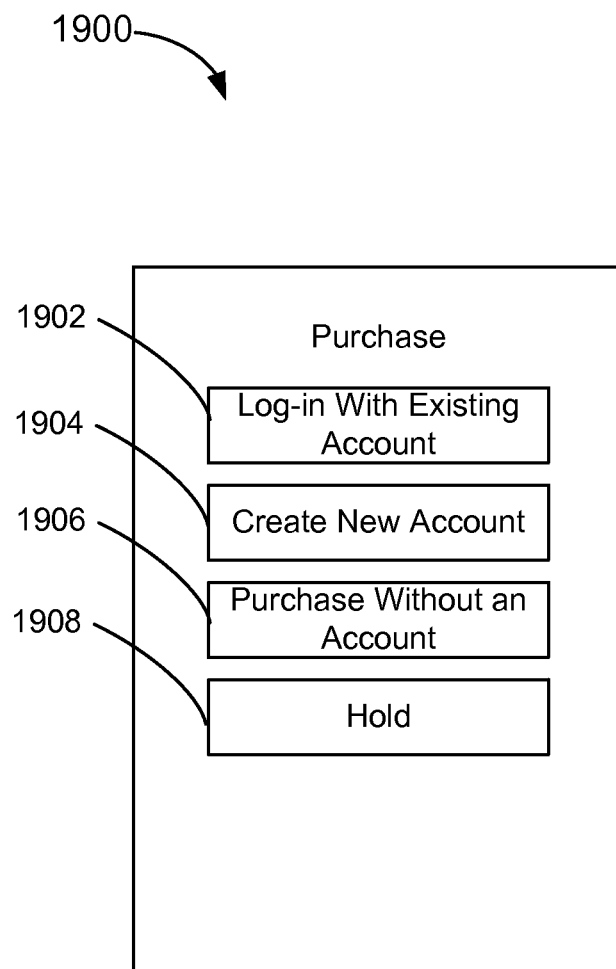 1900
Purchase
1902
Log-in With Existing
Account
1904
Create New Account
1906
Purchase Without an
Account
1908
Hold